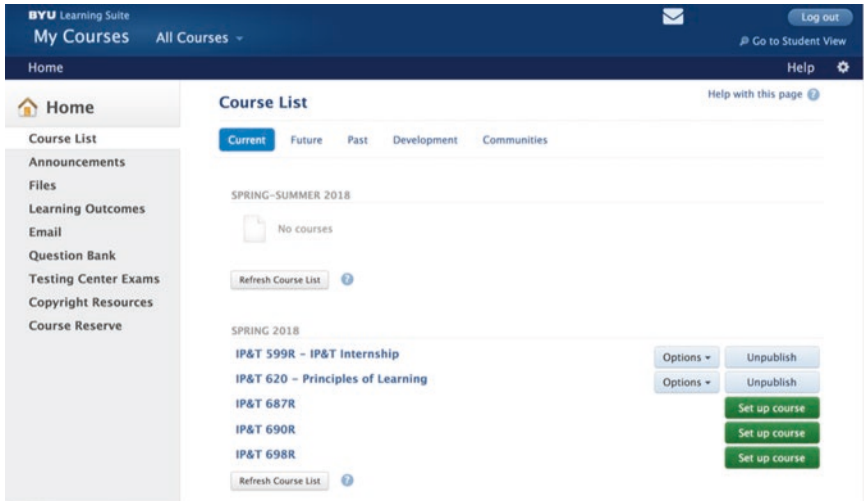 BYU Learning Suite
My Courses All Courses
Log out
Go to Student View
Home
Help
Home
Course List
Announcements
Files
Learning Outcomes
Email
Question Bank
Testing Center Exams
Copyright Resources
Course Reserve
Course List
Help with this page ?
Current Future Past Development Communities
SPRING–SUMMER 2018
No courses
Refresh Course List ?
SPRING 2018
IP&T 599R – IP&T Internship Options Unpublish
IP&T 620 – Principles of Learning Options Unpublish
IP&T 687R Set up course
IP&T 690R Set up course
IP&T 698R Set up course
Refresh Course List ?